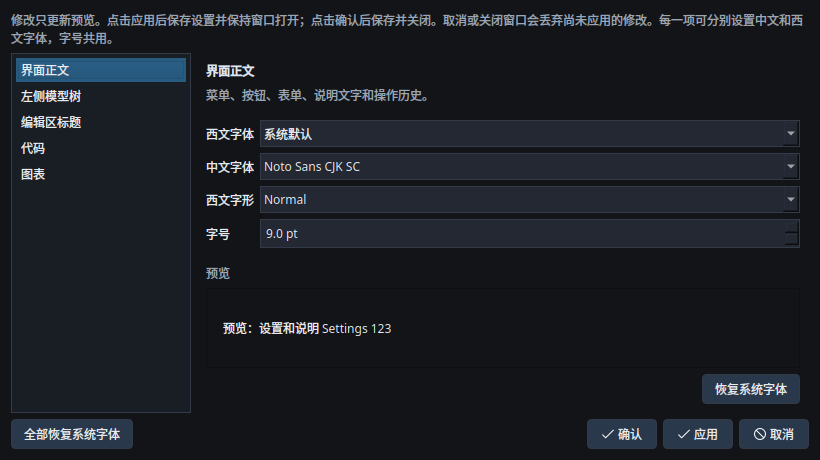 修改只更新预览。点击应用后保存设置并保持窗口打开；点击确认后保存并关闭。取消或关闭窗口会丢弃尚未应用的修改。每一项可分别设置中文和西
文字体，字号共用。
界面正文
左侧模型树
编辑区标题
代码
图表
界面正文
菜单、按钮、表单、说明文字和操作历史。
西文字体 系统默认
中文字体 Noto Sans CJK SC
西文字形 Normal
字号 9.0 pt
预览
预览：设置和说明 Settings 123
恢复系统字体
全部恢复系统字体 确认 应用 取消